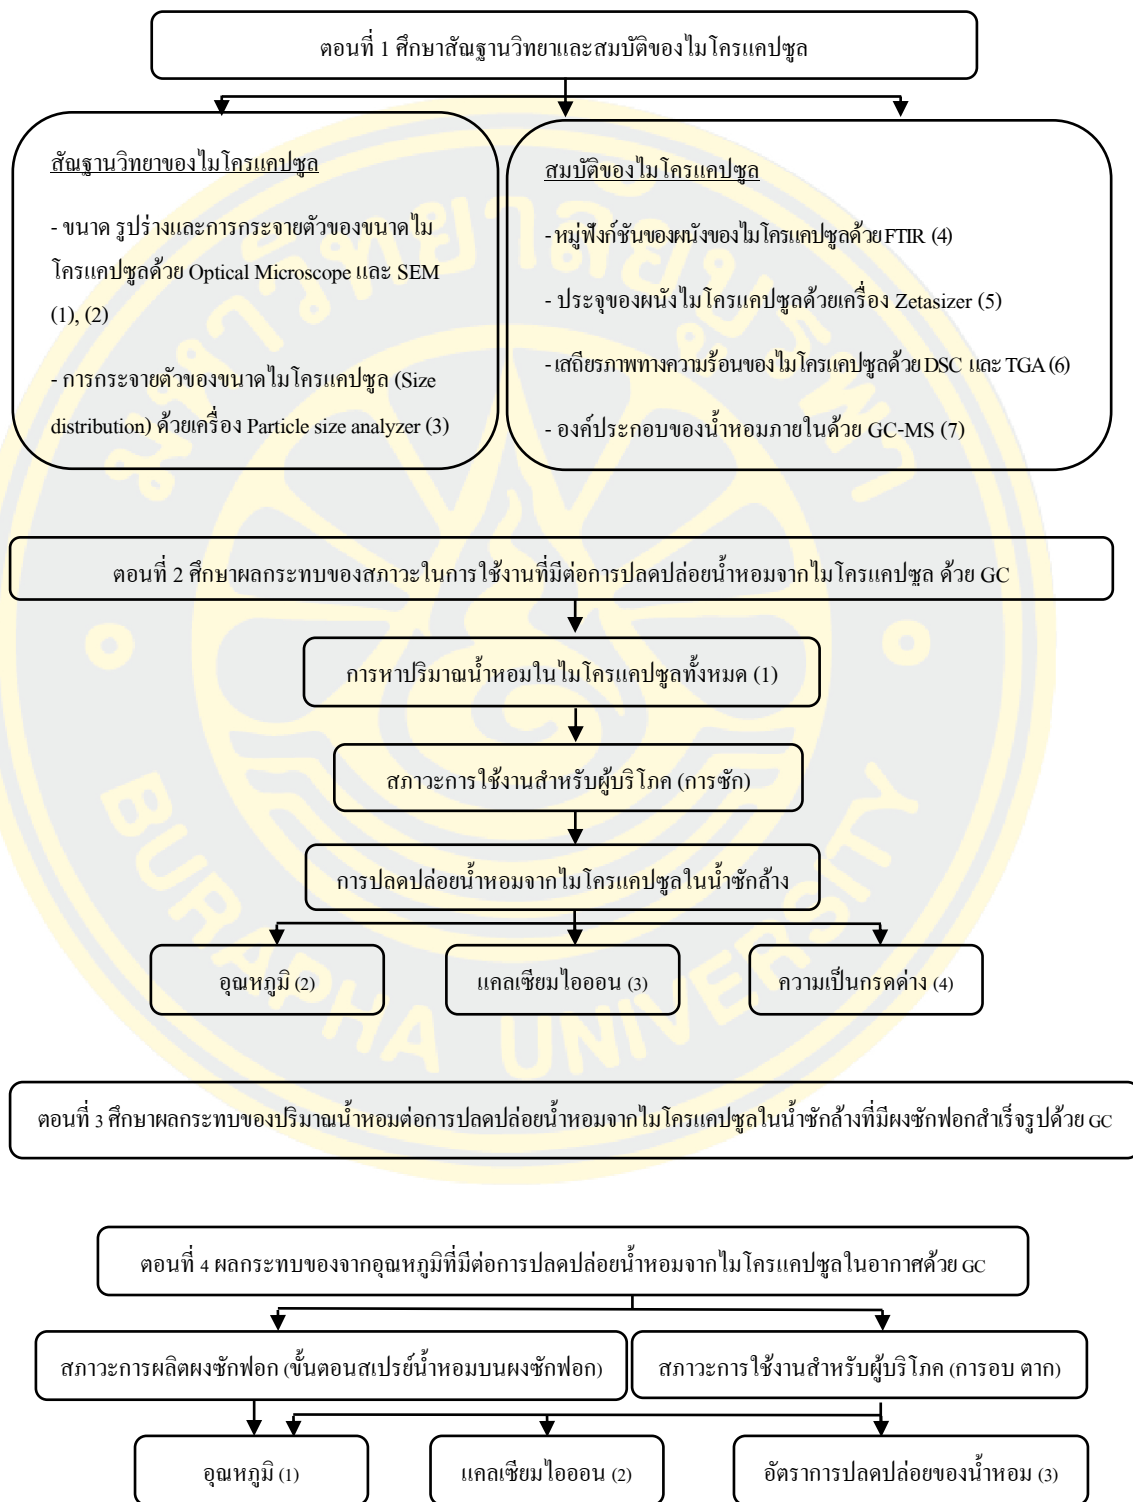 ตอนที่ 1 ศึกษาสัณฐานวิทยาและสมบัติของไมโครแคปซูล
สัณฐานวิทยาของไมโครแคปซูล
- ขนาด รูปร่างและการกระจายตัวของขนาดไม
โครแคปซูลด้วย Optical Microscope และ SEM
(1), (2)
- การกระจายตัวของขนาดไมโครแคปซูล (Size
distribution) ด้วยเครื่อง Particle size analyzer (3)
สมบัติของไมโครแคปซูล
- หมู่ฟังก์ชันของผนังของไมโครแคปซูลด้วย FTIR (4)
- ประจุของผนังไมโครแคปซูลด้วยเครื่อง Zetasizer (5)
- เสถียรภาพทางความร้อนของไมโครแคปซูลด้วย DSC และ TGA (6)
- องค์ประกอบของน้ำหอมภายในด้วย GC-MS (7)
ตอนที่ 2 ศึกษาผลกระทบของสภาวะในการใช้งานที่มีต่อการปลดปล่อยน้ำหอมจากไมโครแคปซูล ด้วย GC
การหาปริมาณน้ำหอมในไมโครแคปซูลทั้งหมด (1)
สภาวะการใช้งานสำหรับผู้บริโภค (การซัก)
การปลดปล่อยน้ำหอมจากไมโครแคปซูลในน้ำซักล้าง
อุณหภูมิ (2)
แคลเซียมไอออน (3)
ความเป็นกรดด่าง (4)
ตอนที่ 3 ศึกษาผลกระทบของปริมาณน้ำหอมต่อการปลดปล่อยน้ำหอมจากไมโครแคปซูลในน้ำซักล้างที่มีผงซักฟอกสำเร็จรูปด้วย GC
ตอนที่ 4 ผลกระทบของจากอุณหภูมิที่มีต่อการปลดปล่อยน้ำหอมจากไมโครแคปซูลในอากาศด้วย GC
สภาวะการผลิตผงซักฟอก (ขั้นตอนสเปรย์น้ำหอมบนผงซักฟอก)
สภาวะการใช้งานสำหรับผู้บริโภค (การอบ ตาก)
อุณหภูมิ (1)
แคลเซียมไอออน (2)
อัตราการปลดปล่อยของน้ำหอม (3)
มหาวิทยาลัยบูรพา
BURAPHA UNIVERSITY